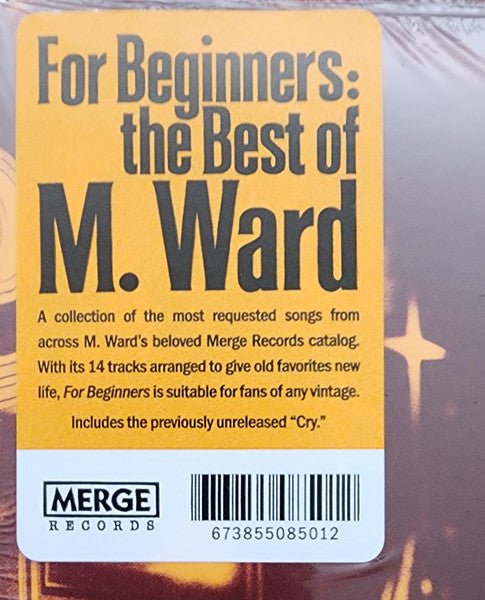 For Beginners:
the Best of
M. Ward
A collection of the most requested songs from
across M. Ward's beloved Merge Records catalog.
With its 14 tracks arranged to give old favorites new
life, For Beginners is suitable for fans of any vintage.
Includes the previously unreleased “Cry.”
MERGE
RECORDS
673855085012